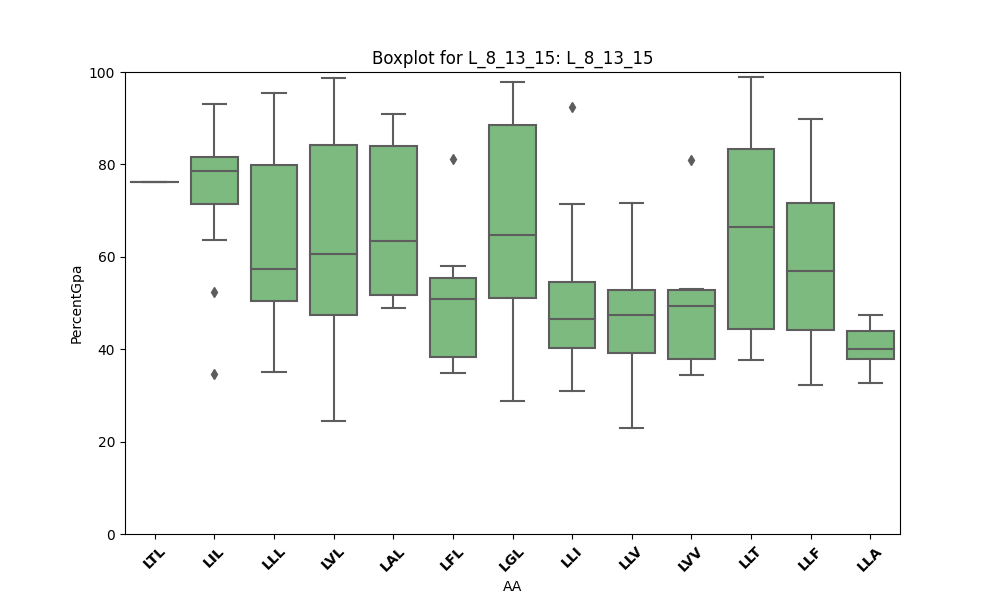 Boxplot for L_8_13_15: L_8_13_15
100
80
60
40
20
0
PercentGpa
LTL LIL LLL LVL LAL LFL LGL LLI LLV LVV LLT LLF LLA
AA